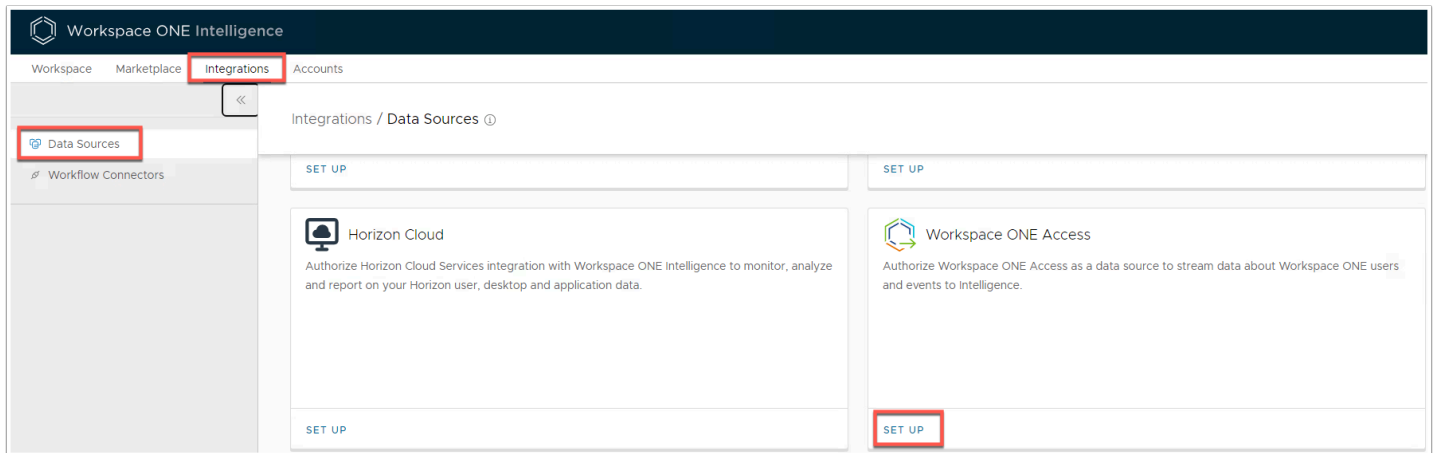 Workspace ONE Intelligence
Workspace Marketplace Integrations Accounts
Integrations / Data Sources
Data Sources
Workflow Connectors
SET UP
SET UP
Horizon Cloud
Authorize Horizon Cloud Services integration with Workspace ONE Intelligence to monitor, analyze
and report on your Horizon user, desktop and application data.
SET UP
Workspace ONE Access
Authorize Workspace ONE Access as a data source to stream data about Workspace ONE users
and events to Intelligence.
SET UP